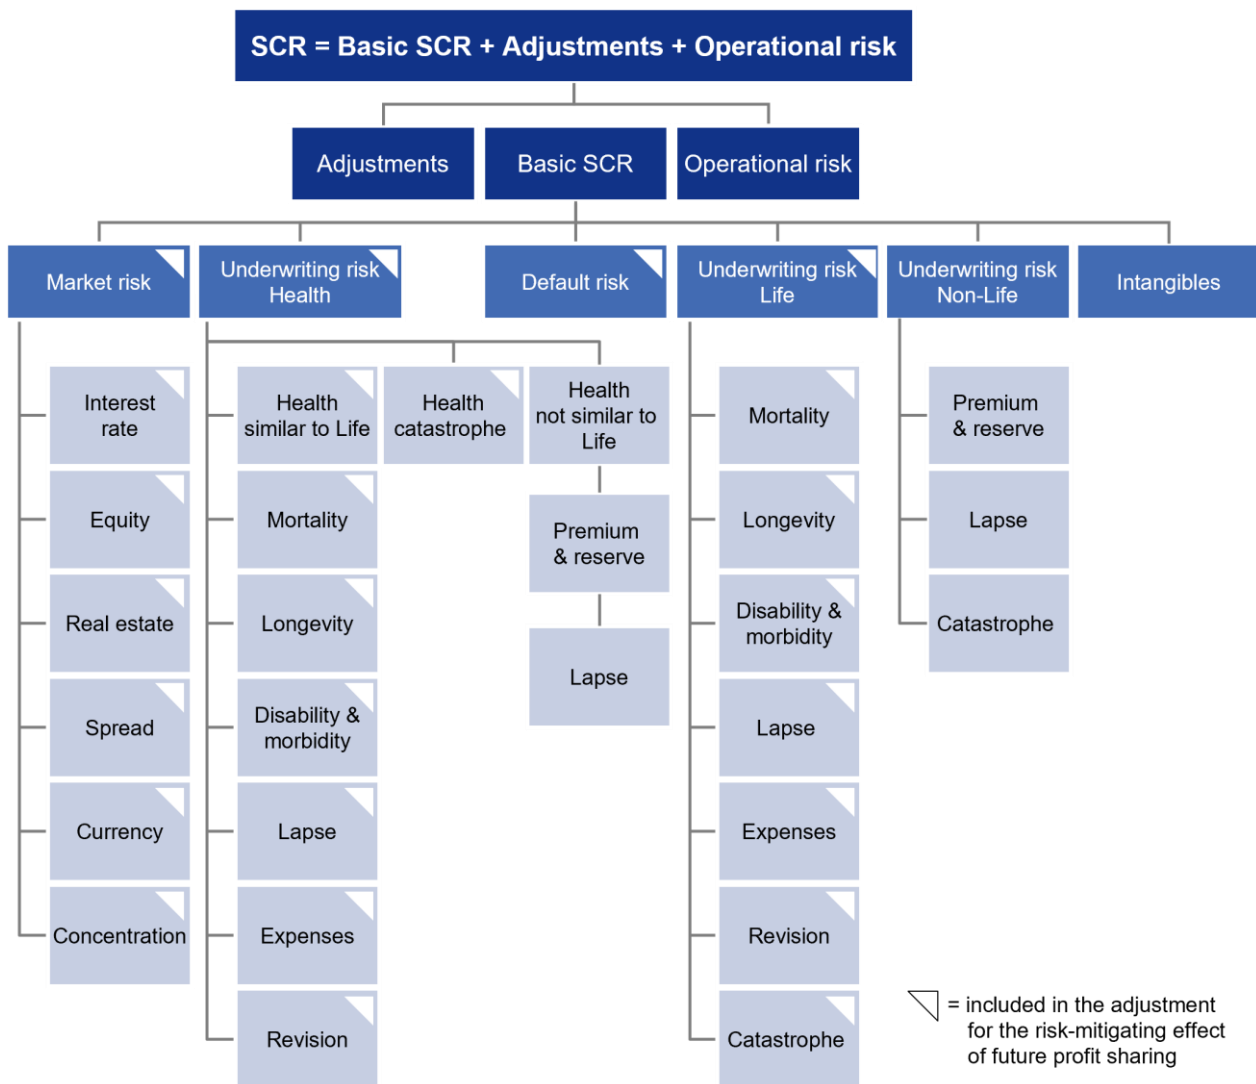 SCR = Basic SCR + Adjustments + Operational risk
Adjustments
Basic SCR
Operational risk
Market risk
Underwriting risk
Health
Default risk
Underwriting risk
Life
Underwriting risk
Non-Life
Intangibles
Interest
rate
Equity
Real estate
Spread
Currency
Concentration
Health
similar to Life
Mortality
Longevity
Disability &
morbidity
Lapse
Expenses
Revision
Health
catastrophe
Health
not similar to
Life
Premium
& reserve
Lapse
Mortality
Longevity
Disability &
morbidity
Lapse
Expenses
Revision
Catastrophe
Premium
& reserve
Lapse
Catastrophe
= included in the adjustment
for the risk-mitigating effect
of future profit sharing